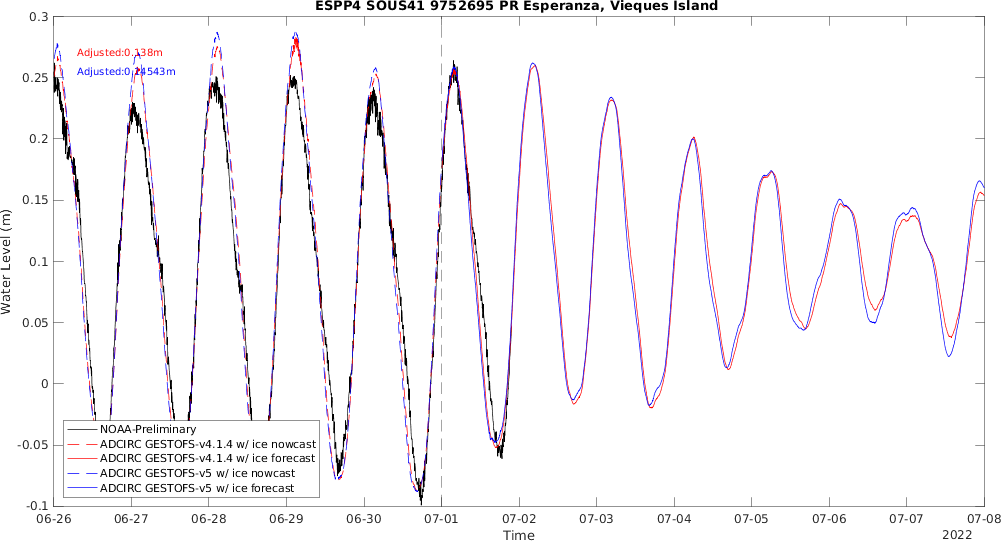 ESPP4 SOUS41 9752695 PR Esperanza, Vieques Island
0.3
0.25
0.2
0.15
0.1
0.05
0
-0.05
-0.1
Water Level (m)
Adjusted:0.138m
Adjusted:0.14543m
NOAA-Preliminary
ADCIRC GESTOFS-v4.1.4 w/ ice nowcast
ADCIRC GESTOFS-v4.1.4 w/ ice forecast
ADCIRC GESTOFS-v5 w/ ice nowcast
ADCIRC GESTOFS-v5 w/ ice forecast
06-26 06-27 06-28 06-29 06-30 07-01 07-02 07-03 07-04 07-05 07-06 07-07 07-08
Time
2022